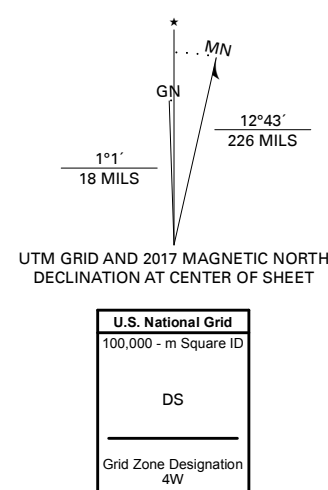 ★
MN
GN
12°43´
226 MILS
1°1´
18 MILS
UTM GRID AND 2017 MAGNETIC NORTH
DECLINATION AT CENTER OF SHEET
U.S. National Grid
100,000 - m Square ID
DS
Grid Zone Designation
4W